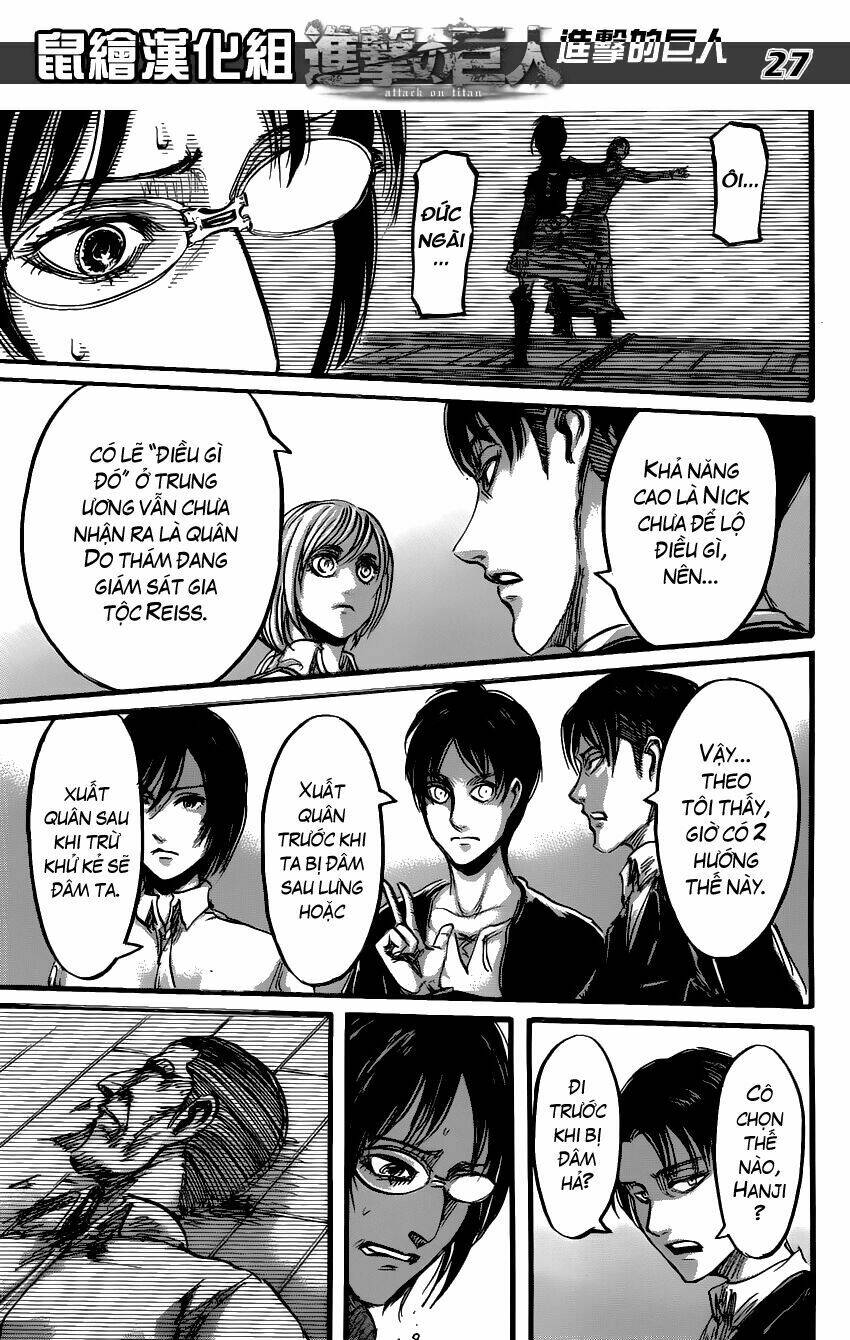 鼠繪漢化組
進撃の巨人
attack on titan
進擊的巨人
27
ÔI...
ĐỨC
NGÀI
...
KHẢ NĂNG
CAO LÀ NICK
CHƯA ĐỂ LỘ
ĐIỀU GÌ,
NÊN...
CÓ LẼ “ĐIỀU GÌ
ĐÓ” Ở TRUNG
ƯƠNG VẪN CHƯA
NHẬN RA LÀ QUÂN
DO THÁM ĐANG
GIÁM SÁT GIA
TỘC REISS.
VẬY...
THEO
TÔI THẤY,
GIỜ CÓ 2
HƯỚNG
THẾ NÀY.
XUẤT
QUÂN
TRƯỚC KHI
TA BỊ ĐÂM
SAU LƯNG
HOẶC
XUẤT
QUÂN SAU
KHI TRỪ
KHỬ KẺ SẼ
ĐÂM TA.
CÔ
CHỌN
THẾ
NÀO,
HANJI
?
ĐI
TRƯỚC
KHI BỊ
ĐÂM
HẢ?